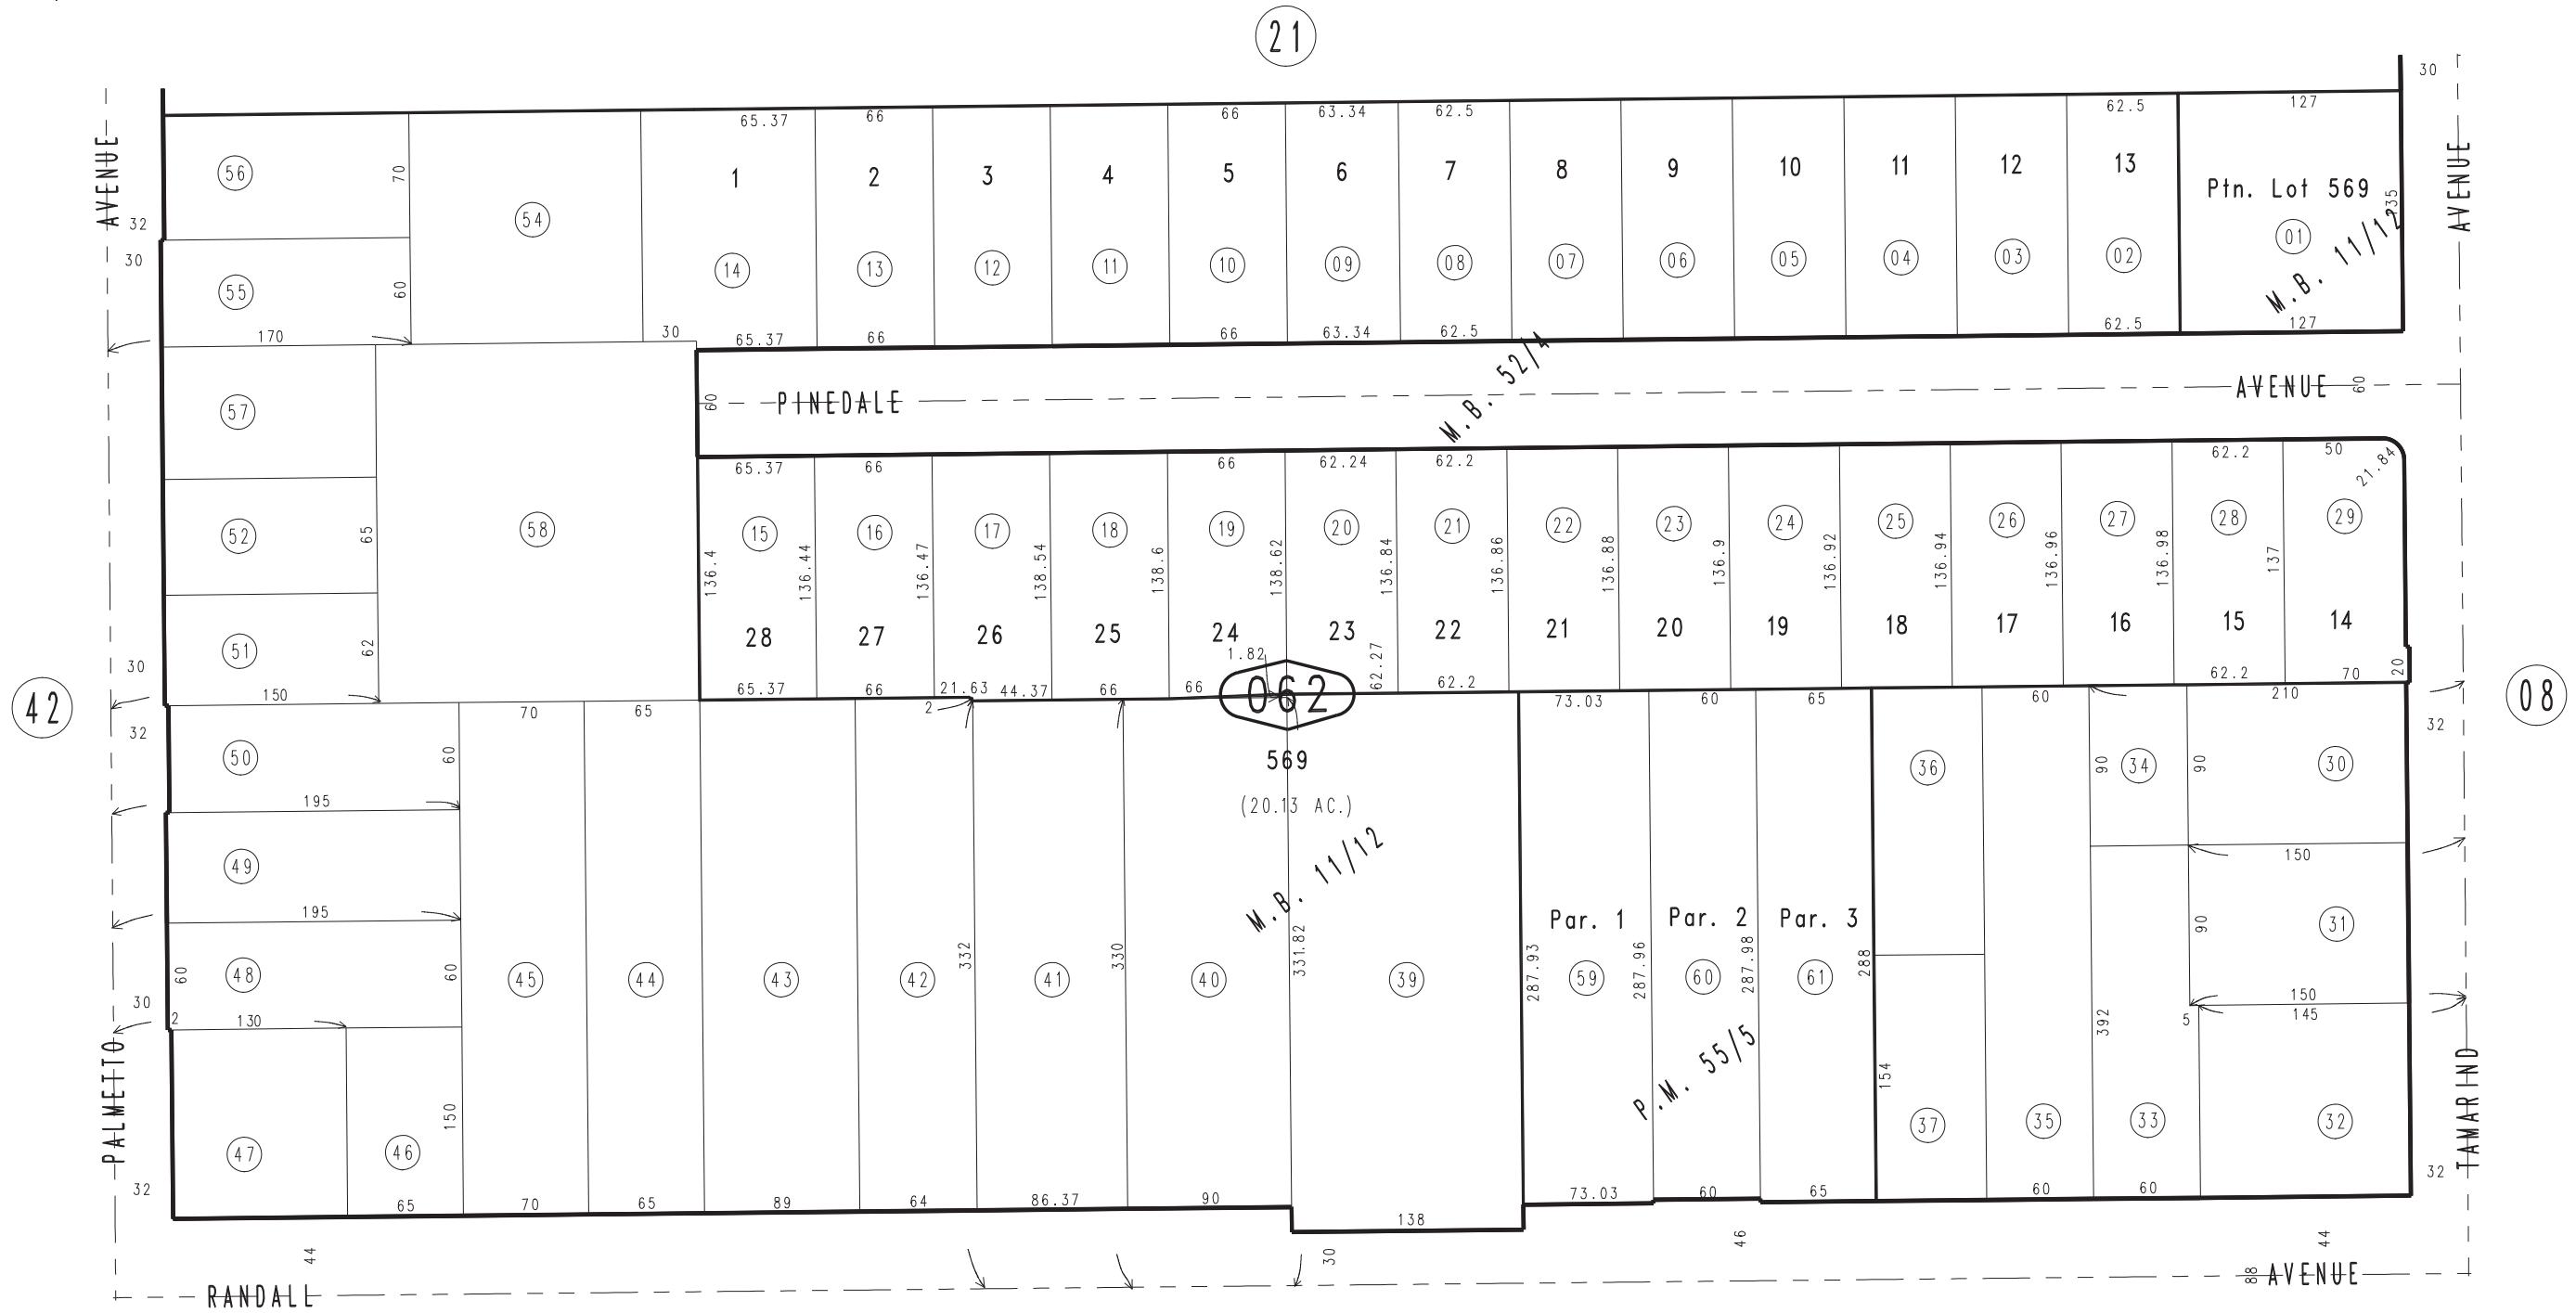 21
30
65.37 66 66 63.34 62.5 62.5 127
AVENUE
AVENUE
56 70 54 1 2 3 4 5 6 7 8 9 10 11 12 13
Ptn. Lot 569
135
01
M.B. 11/12
32
30
55 60
14 13 12 11 10 09 08 07 06 05 04 03 02
170 30 65.37 66 66 63.34 62.5 62.5 127
M.B. 52/4
57 60 PINEDALE AVENUE 60
65.37 66 66 62.24 62.2 62.2 50 21.84
52 65 58
15 16 17 18 19 20 21 22 23 24 25 26 27 28 29
136.4 136.44 136.47 138.54 138.6 138.62 136.84 136.86 136.88 136.9 136.92 136.94 136.96 136.98 137
51 62
28 27 26 25 24 23 22 21 20 19 18 17 16 15 14
1.82 62.27
30
150 65.37 66 21.63 44.37 66 66 62.2 62.2 70 20
42
062
08
70 65 2 73.03 60 65 60 210
32
32
50 60
569
36 90 34 90 30
195
(20.13 AC.)
M.B. 11/12
49
150
195
Par. 1 Par. 2 Par. 3
90 31
60 48 60 45 44 43 42 332 41 330 40 331.82 39 287.93 59 287.96 60 287.98 61 288
30
2 130
150
145
5
392
P.M. 55/5
154
PALMETTO
TAMARIND
47 46 150
37 35 33 32
32
32
65 70 65 89 64 86.37 90 138 73.03 60 65 60 60
44 30 46 44
RANDALL 88 AVENUE